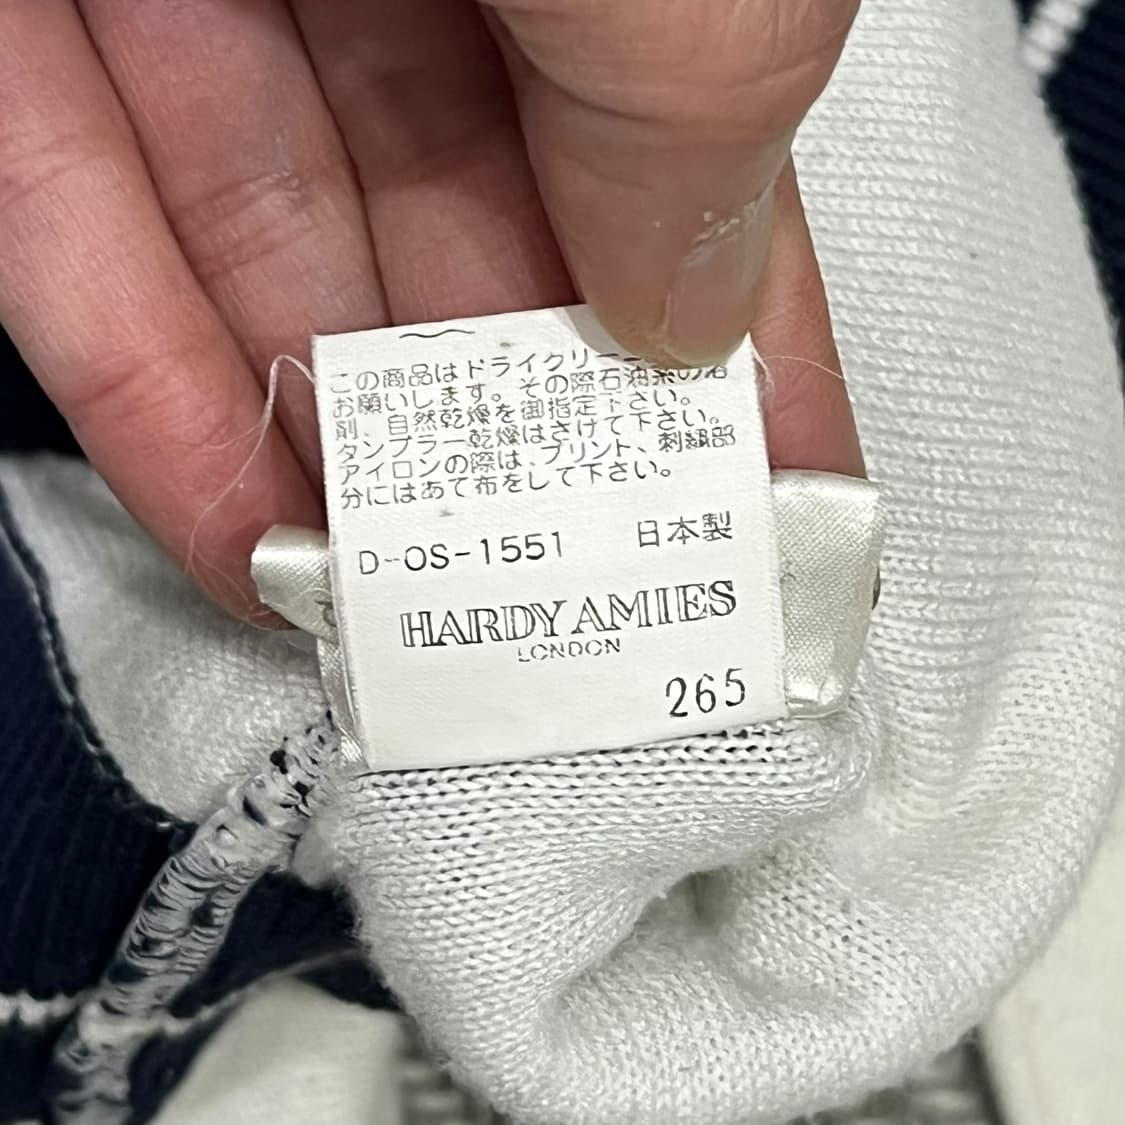 この商品はドライクリーニ
お願いします。その際石油系の溶
剤、自然乾燥を御指定下さい。
タンブラー乾燥はさけて下さい。
アイロンの際は、プリント、刺繍部
分にはあて布をして下さい。
D-OS-1551 日本製
HARDY AMIES
LONDON
265